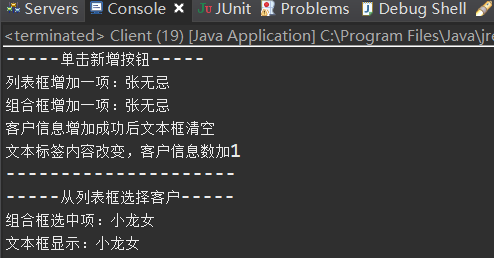 Servers Console JUnit Problems Debug Shell
<terminated> Client (19) [Java Application] C:\Program Files\Java\jre
-----单击新增按钮-----
列表框增加一项：张无忌
组合框增加一项：张无忌
客户信息增加成功后文本框清空
文本标签内容改变，客户信息数加1
---------------------
-----从列表框选择客户-----
组合框选中项：小龙女
文本框显示：小龙女